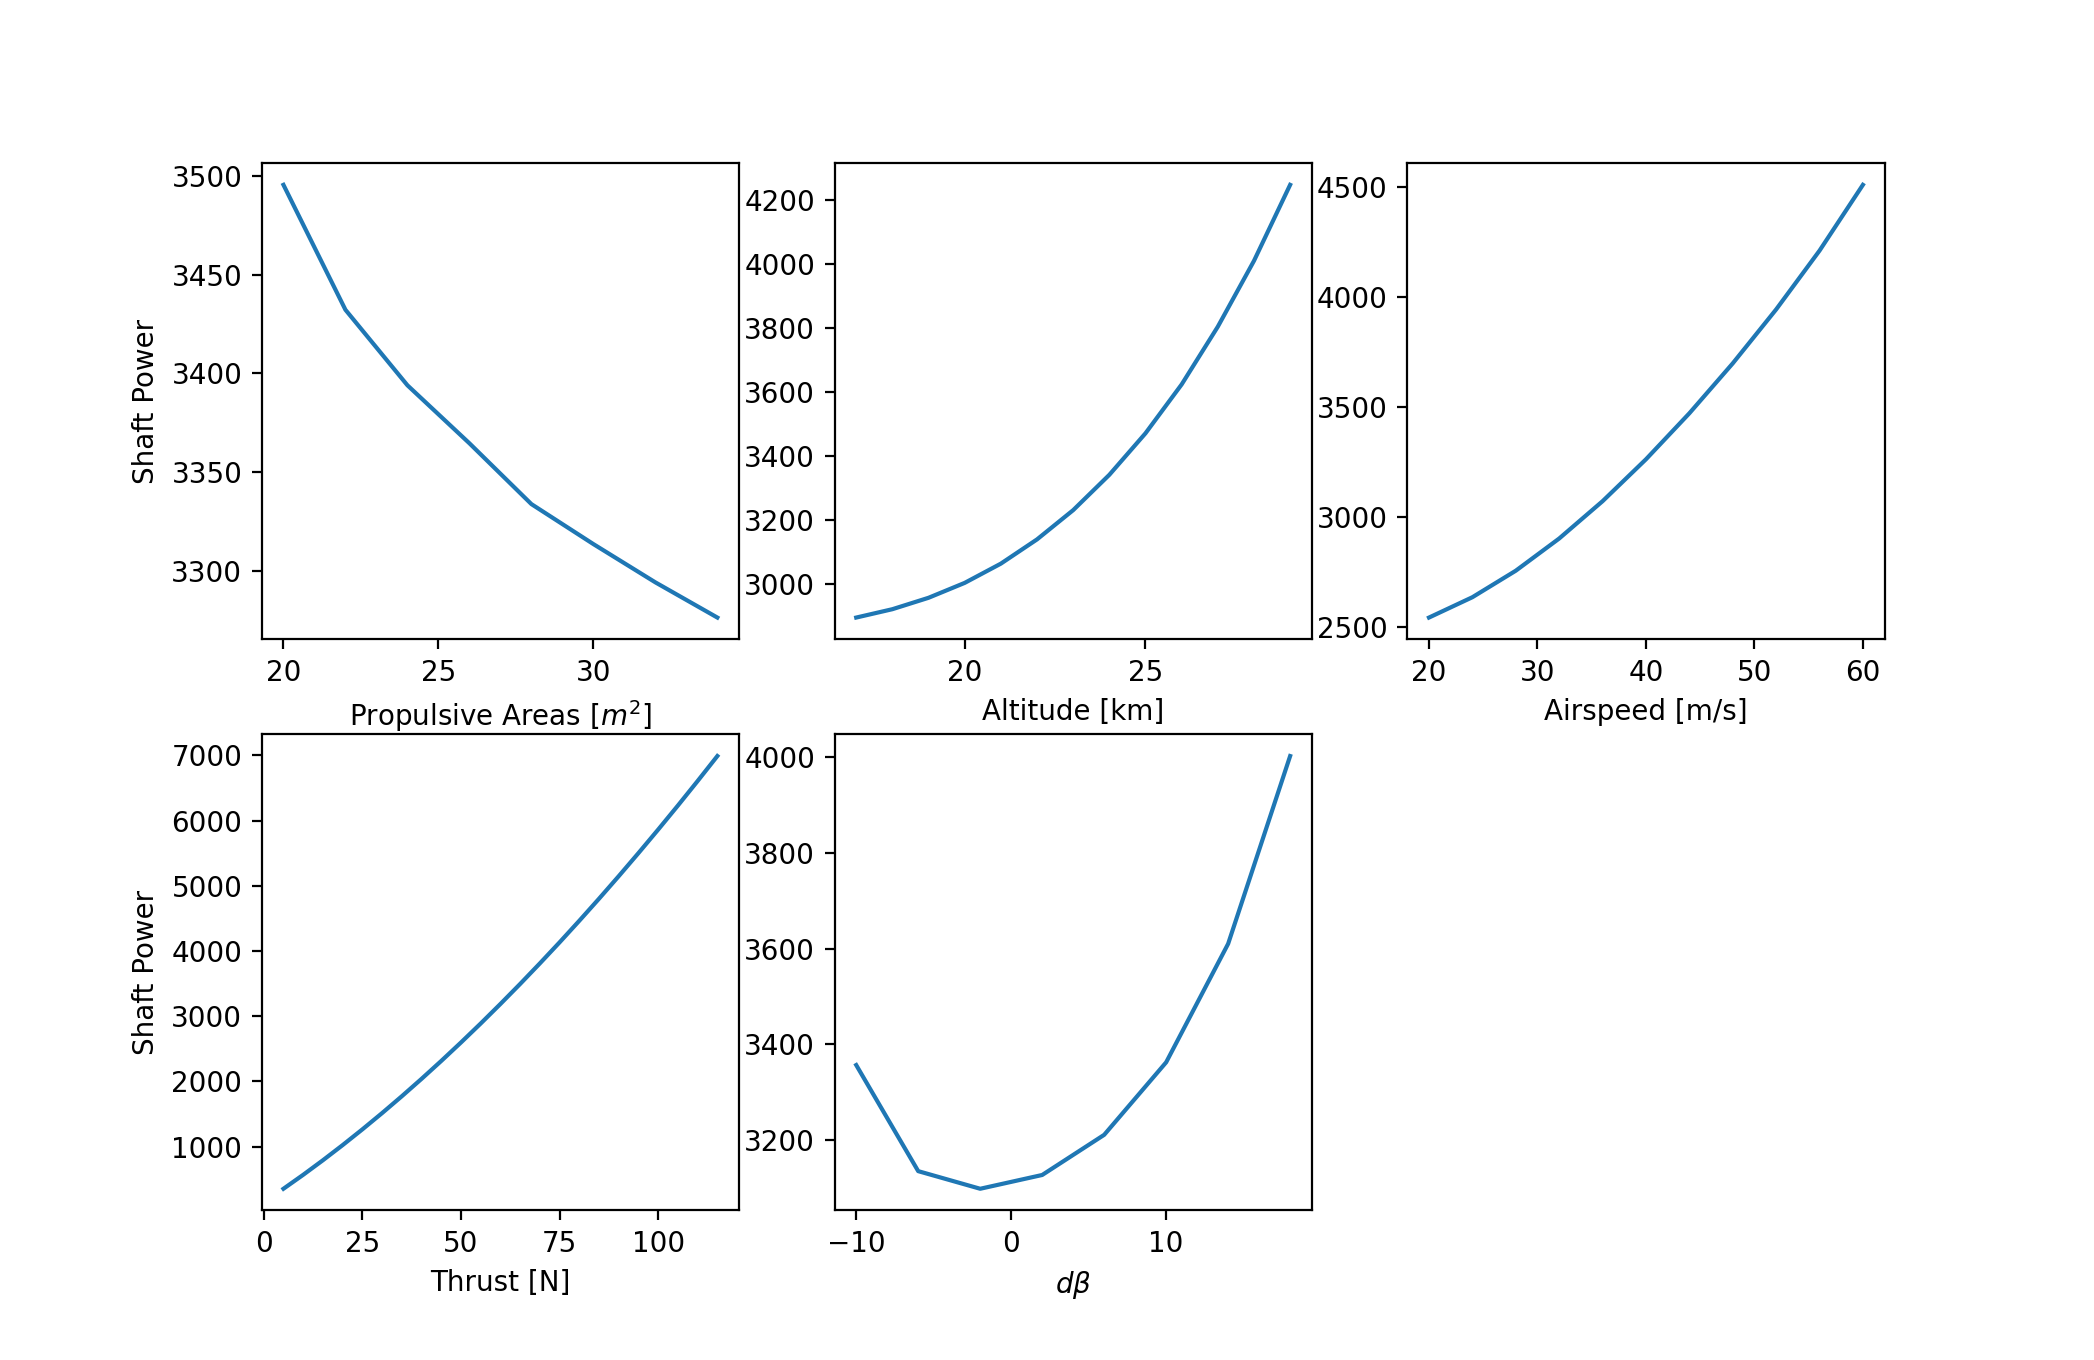 Shaft Power
3500
3450
3400
3350
3300
20 25 30
Propulsive Areas [m²]
4200
4000
3800
3600
3400
3200
3000
20 25
Altitude [km]
4500
4000
3500
3000
2500
20 30 40 50 60
Airspeed [m/s]
Shaft Power
7000
6000
5000
4000
3000
2000
1000
0 25 50 75 100
Thrust [N]
4000
3800
3600
3400
3200
−10 0 10
dβ